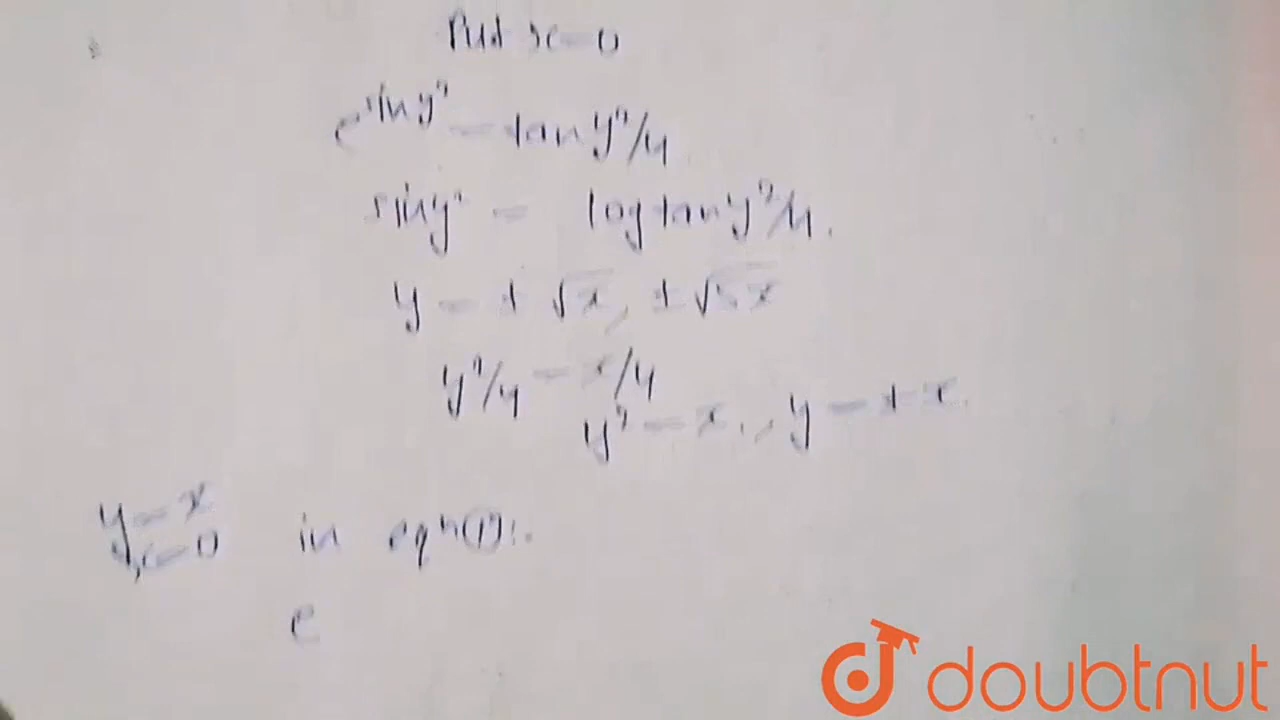 Put x=0
e^sin y² = tan y²/4
sin y² = log tan y²/4.
y = ± √x, ± √5x
y²/4 = x/4
y² = x., y = ± x.
y = x
x=0 in eqn(1):.
e
doubtnut